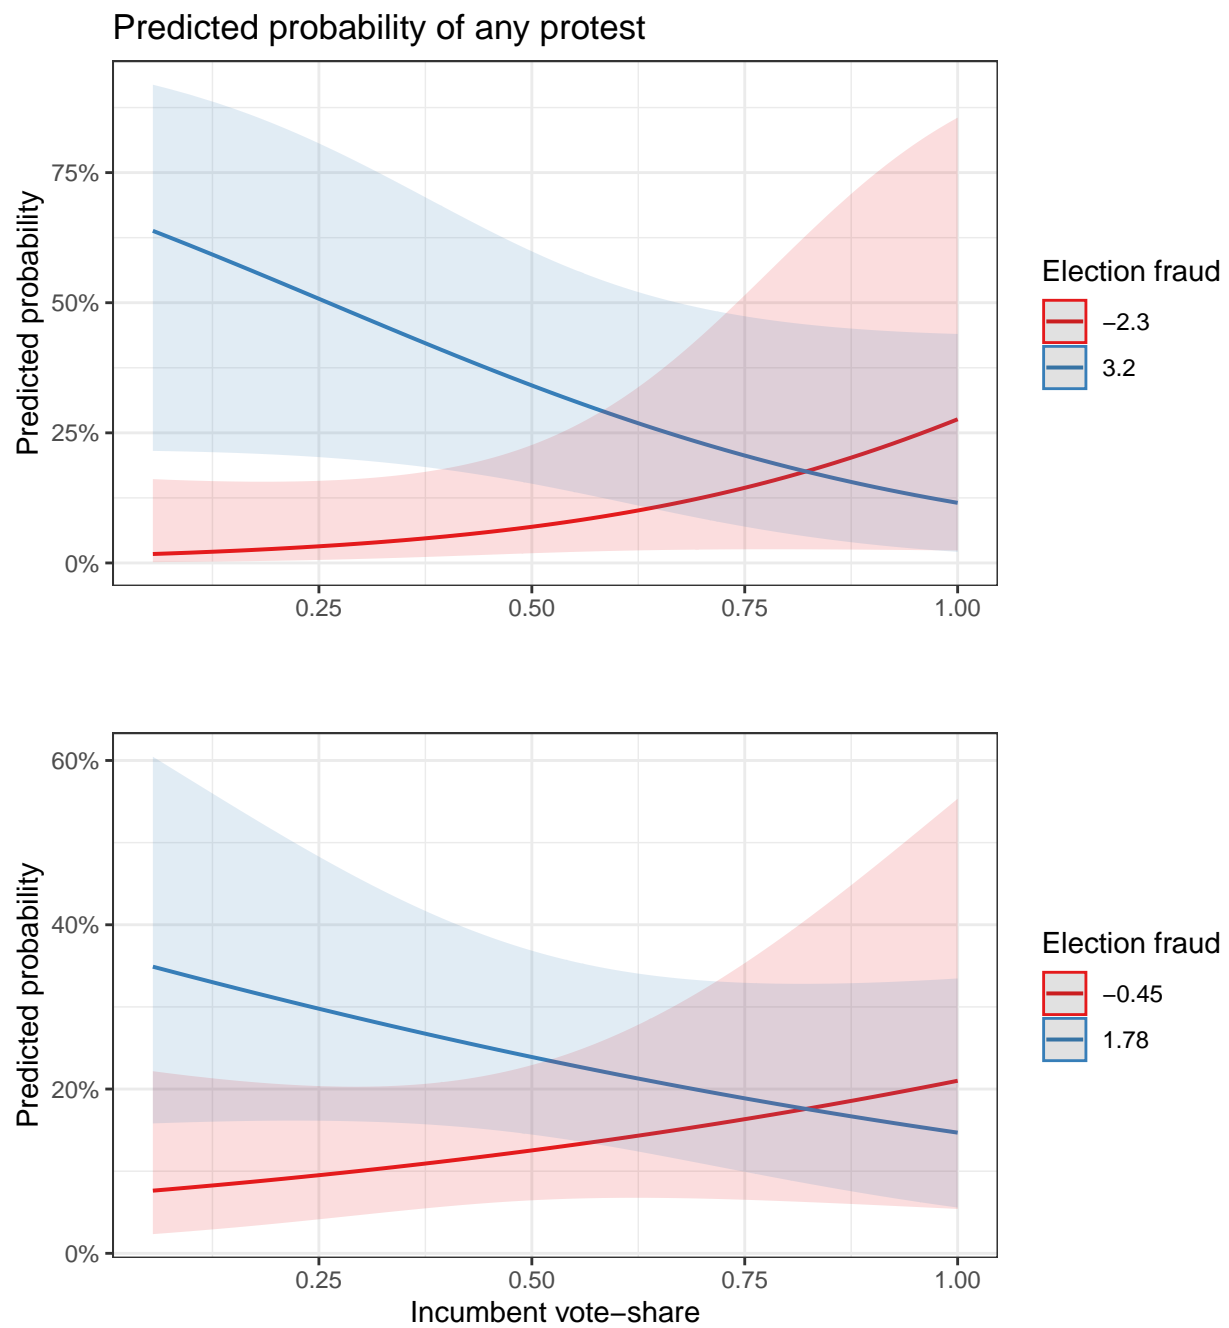 Predicted probability of any protest
Predicted probability
75%
50%
25%
0%
0.25 0.50 0.75 1.00
Election fraud
−2.3
3.2
Predicted probability
60%
40%
20%
0%
0.25 0.50 0.75 1.00
Incumbent vote−share
Election fraud
−0.45
1.78